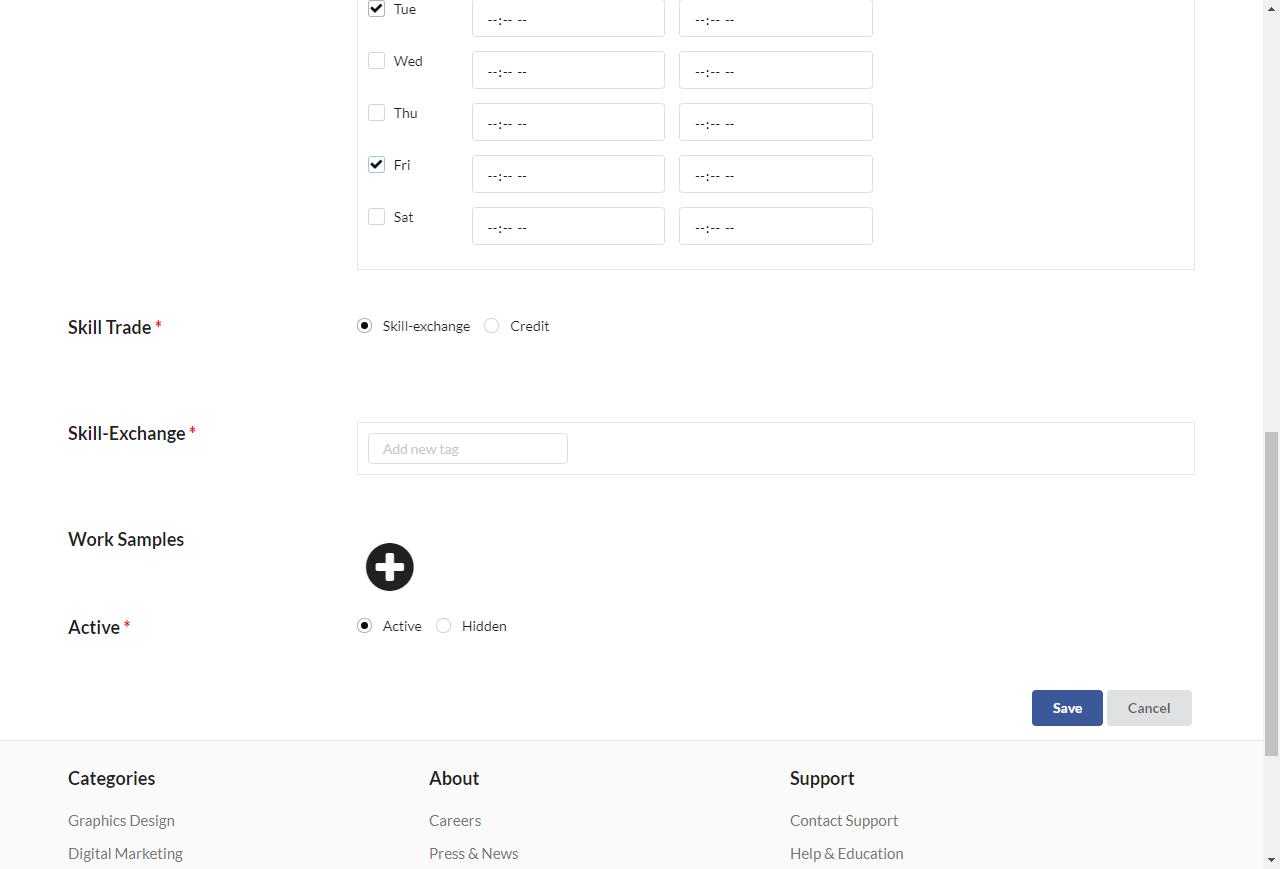 Tue --:-- -- --:-- --
Wed --:-- -- --:-- --
Thu --:-- -- --:-- --
Fri --:-- -- --:-- --
Sat --:-- -- --:-- --
Skill Trade * Skill-exchange Credit
Skill-Exchange *
Add new tag
Work Samples
Active * Active Hidden
Save Cancel
Categories About Support
Graphics Design Careers Contact Support
Digital Marketing Press & News Help & Education